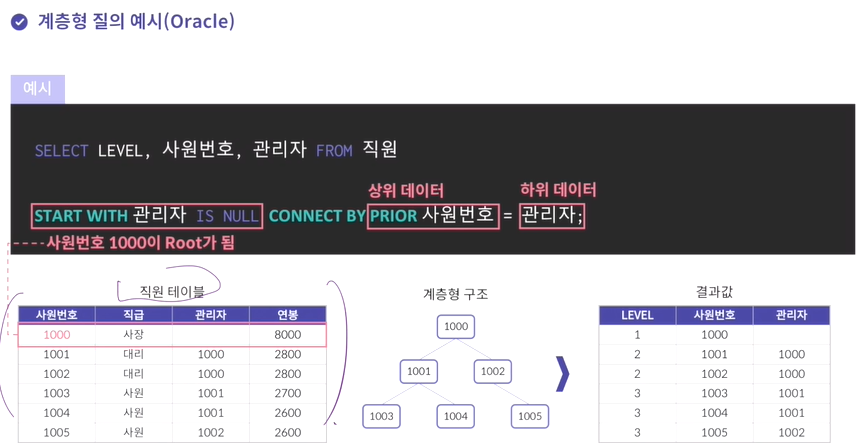 계층형 질의 예시(Oracle)
예시
SELECT LEVEL, 사원번호, 관리자 FROM 직원
상위 데이터 하위 데이터
START WITH 관리자 IS NULL CONNECT BY PRIOR 사원번호 = 관리자;
사원번호 1000이 Root가 됨
직원 테이블
사원번호 직급 관리자 연봉
1000 사장 8000
1001 대리 1000 2800
1002 대리 1000 2800
1003 사원 1001 2700
1004 사원 1001 2600
1005 사원 1002 2600
계층형 구조
1000
1001 1002
1003 1004 1005
결과값
LEVEL 사원번호 관리자
1 1000
2 1001 1000
2 1002 1000
3 1003 1001
3 1004 1001
3 1005 1002